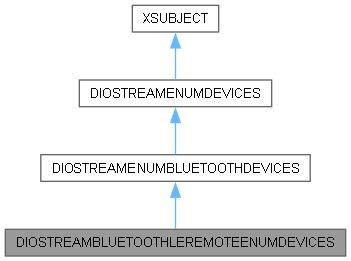 XSUBJECT
DIOSTREAMENUMDEVICES
DIOSTREAMENUMBLUETOOTHDEVICES
DIOSTREAMBLUETOOTHLEREMOTEENUMDEVICES